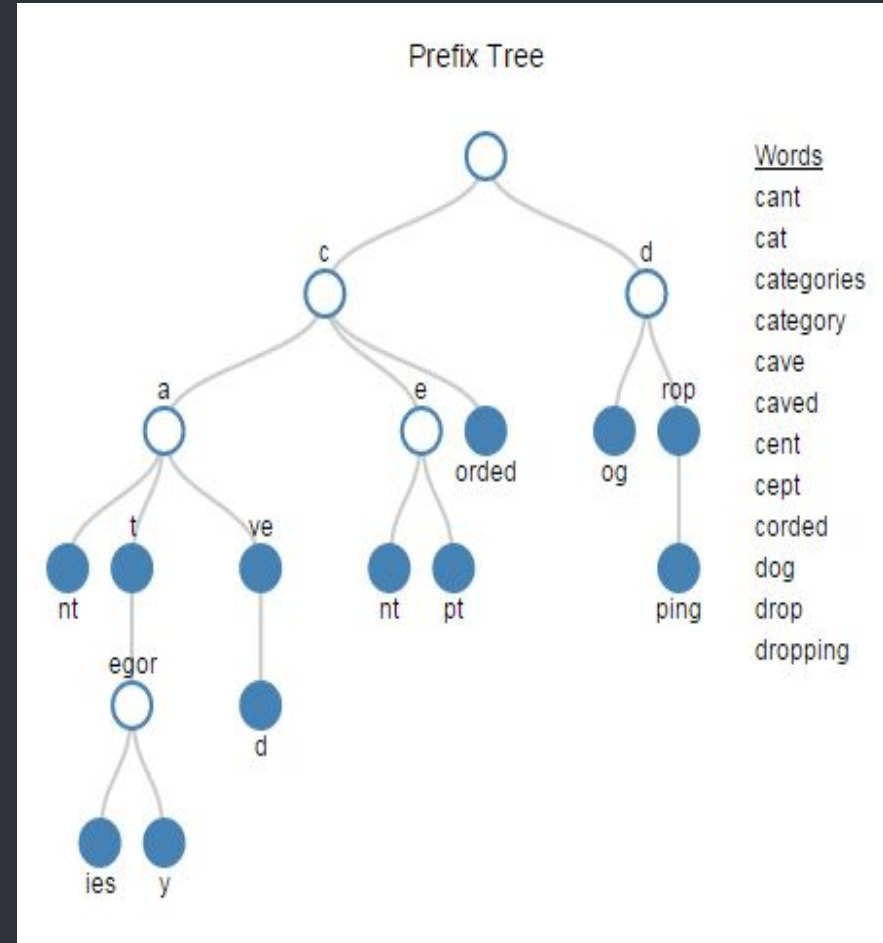 Prefix Tree
c
d
a
e
rop
orded
og
t
ve
nt
nt
pt
ping
egor
d
ies
y
Words
cant
cat
categories
category
cave
caved
cent
cept
corded
dog
drop
dropping